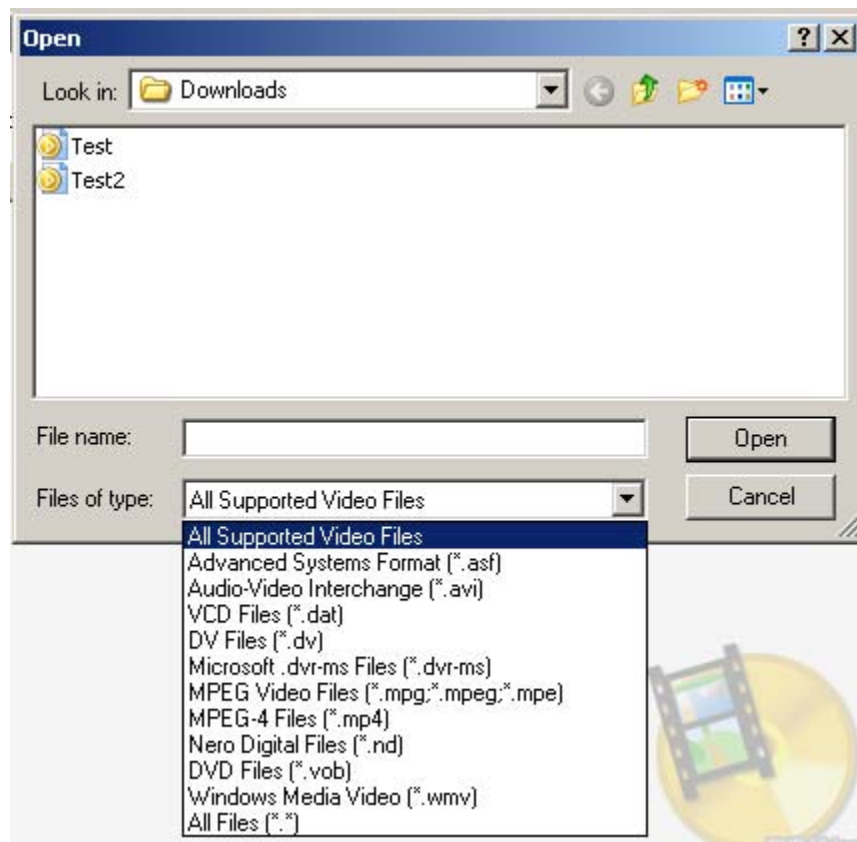 Open
Look in: Downloads
Test
Test2
File name: Open
Files of type: All Supported Video Files Cancel
All Supported Video Files
Advanced Systems Format (*.asf)
Audio-Video Interchange (*.avi)
VCD Files (*.dat)
DV Files (*.dv)
Microsoft .dvr-ms Files (*.dvr-ms)
MPEG Video Files (*.mpg;*.mpeg;*.mpe)
MPEG-4 Files (*.mp4)
Nero Digital Files (*.nd)
DVD Files (*.vob)
Windows Media Video (*.wmv)
All Files (*.*)